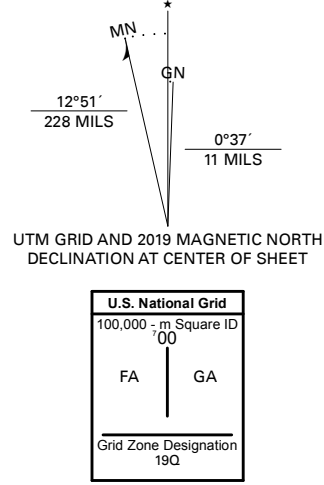 ★
MN
GN
12°51´
228 MILS
0°37´
11 MILS
UTM GRID AND 2019 MAGNETIC NORTH
DECLINATION AT CENTER OF SHEET
U.S. National Grid
100,000 - m Square ID
⁷00
FA GA
Grid Zone Designation
19Q